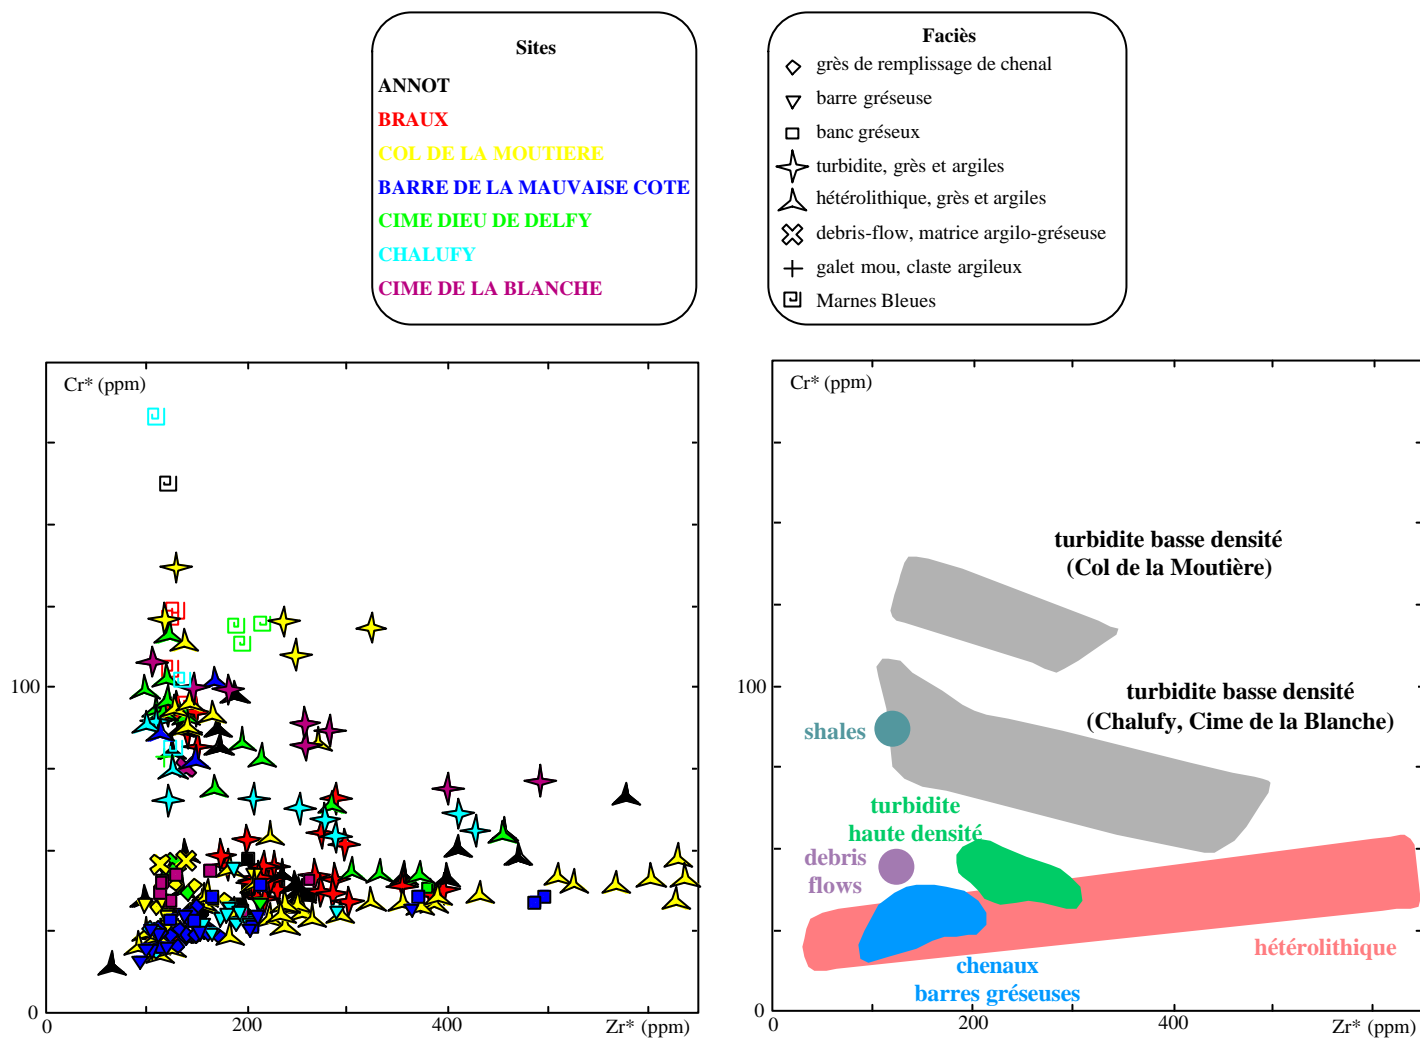 Sites
ANNOT
BRAUX
COL DE LA MOUTIERE
BARRE DE LA MAUVAISE COTE
CIME DIEU DE DELFY
CHALUFY
CIME DE LA BLANCHE
Faciès
grès de remplissage de chenal
barre gréseuse
banc gréseux
turbidite, grès et argiles
hétérolithique, grès et argiles
debris-flow, matrice argilo-gréseuse
galet mou, claste argileux
Marnes Bleues
Cr* (ppm)
100
0
0
200
400
Zr* (ppm)
Cr* (ppm)
turbidite basse densité
(Col de la Moutière)
100
turbidite basse densité
(Chalufy, Cime de la Blanche)
shales
turbidite
haute densité
debris
flows
hétérolithique
chenaux
barres gréseuses
0
0
200
400
Zr* (ppm)